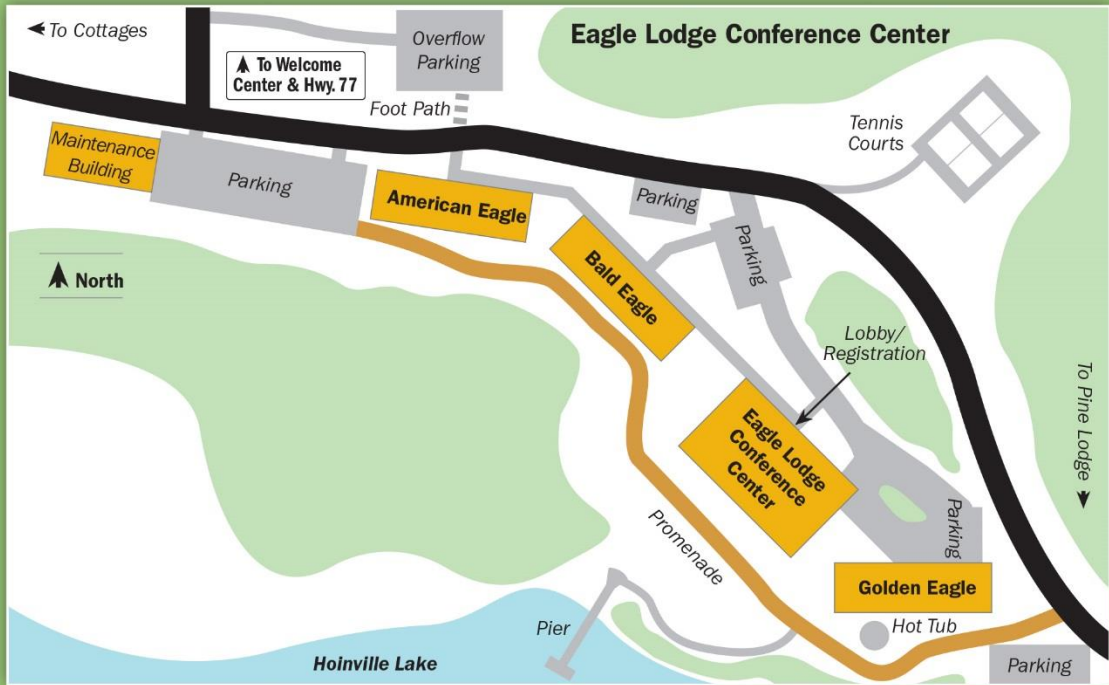 To Cottages
To Welcome
Center & Hwy. 77
Overflow
Parking
Eagle Lodge Conference Center
Foot Path
Tennis
Courts
Maintenance
Building
Parking
American Eagle
Parking
Parking
Bald Eagle
North
Lobby/
Registration
To Pine Lodge
Eagle Lodge
Conference
Center
Parking
Promenade
Golden Eagle
Hot Tub
Pier
Hoinville Lake
Parking